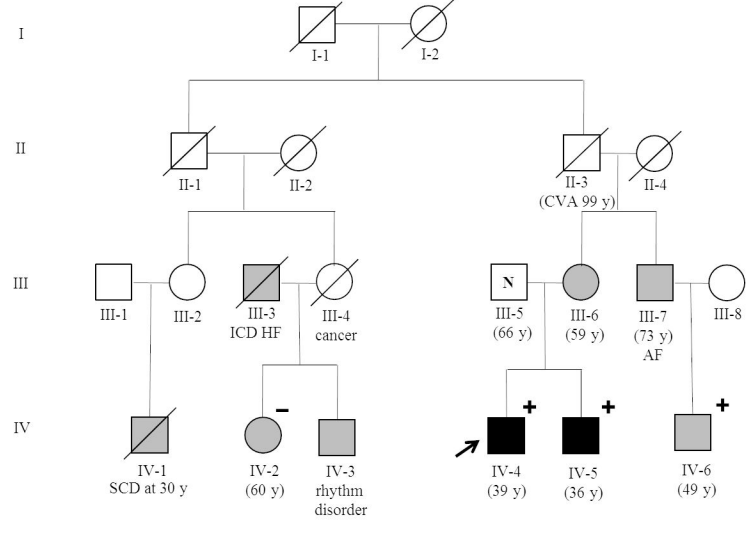 I
I-1
I-2
II
II-1
II-2
II-3
(CVA 99 y)
II-4
III
N
III-1
III-2
III-3
ICD HF
III-4
cancer
III-5
(66 y)
III-6
(59 y)
III-7
(73 y)
AF
III-8
IV
IV-1
SCD at 30 y
−
IV-2
(60 y)
IV-3
rhythm
disorder
+
IV-4
(39 y)
+
IV-5
(36 y)
+
IV-6
(49 y)